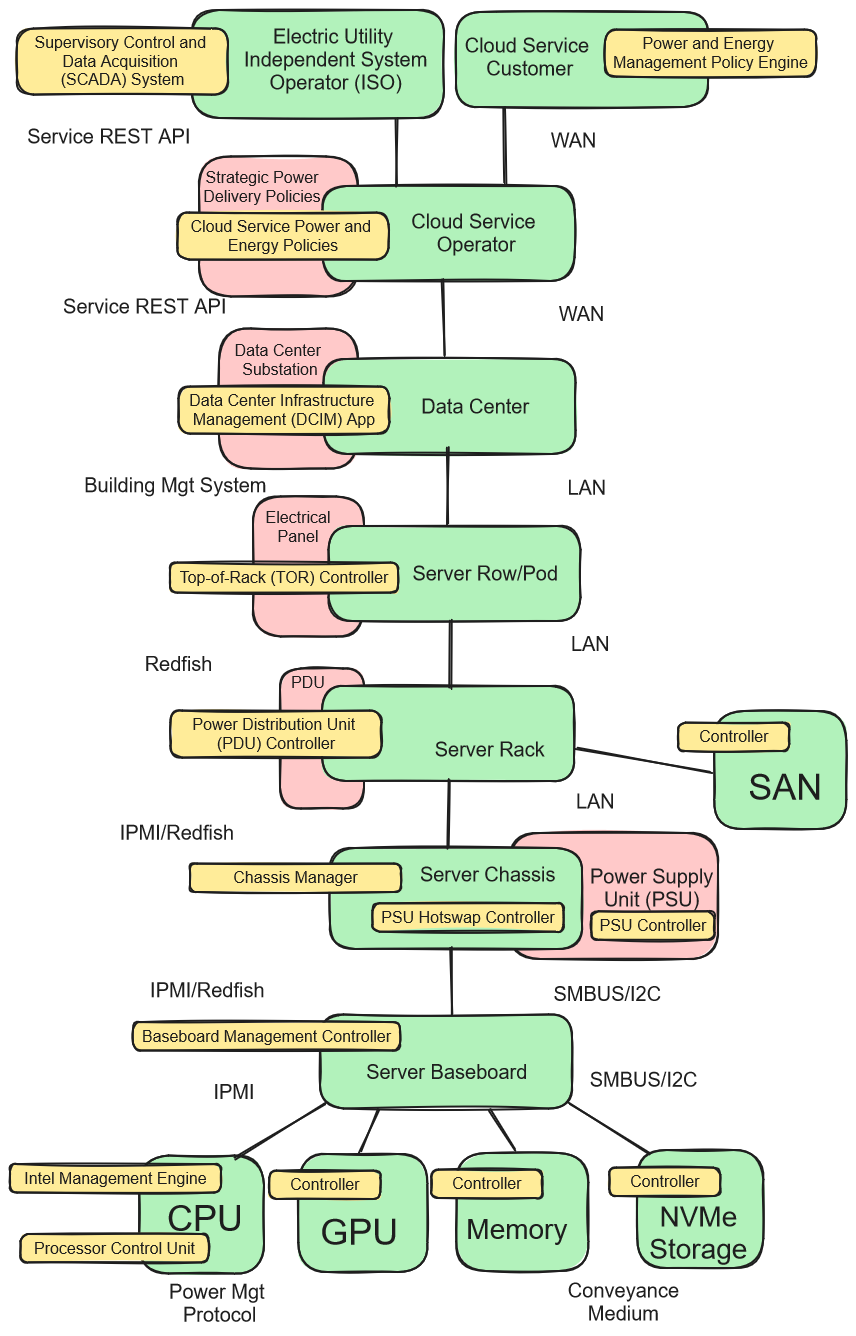 Supervisory Control and
Data Acquisition
(SCADA) System
Electric Utility
Independent System
Operator (ISO)
Cloud Service
Customer
Power and Energy
Management Policy Engine
Service REST API
WAN
Strategic Power
Delivery Policies
Cloud Service Power and
Energy Policies
Cloud Service
Operator
Service REST API
WAN
Data Center
Substation
Data Center Infrastructure
Management (DCIM) App
Data Center
Building Mgt System
LAN
Electrical
Panel
Top-of-Rack (TOR) Controller
Server Row/Pod
Redfish
LAN
PDU
Power Distribution Unit
(PDU) Controller
Server Rack
Controller
SAN
LAN
IPMI/Redfish
Chassis Manager
Server Chassis
PSU Hotswap Controller
Power Supply
Unit (PSU)
PSU Controller
IPMI/Redfish
SMBUS/I2C
Baseboard Management Controller
Server Baseboard
IPMI
SMBUS/I2C
Intel Management Engine
CPU
Processor Control Unit
Controller
GPU
Controller
Memory
Controller
NVMe
Storage
Power Mgt
Protocol
Conveyance
Medium